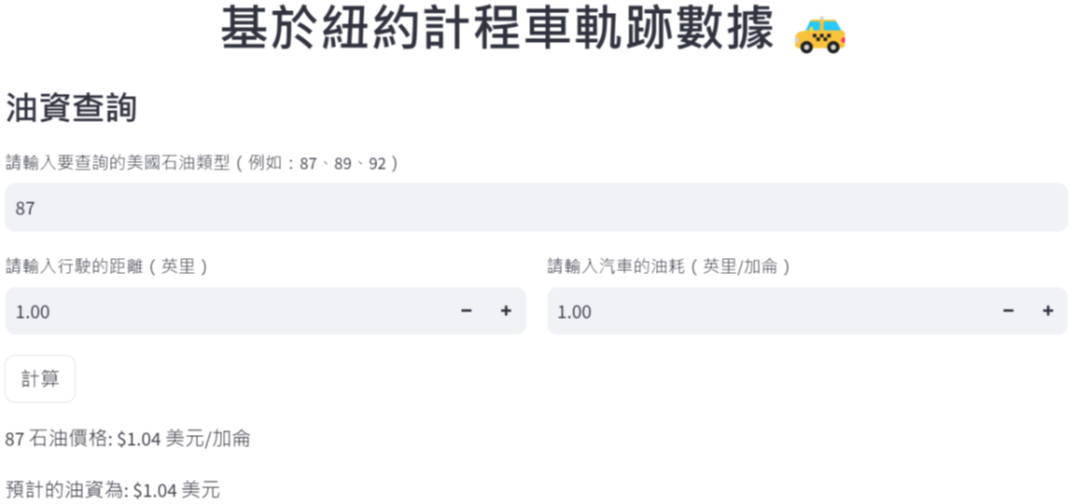 基於紐約計程車軌跡數據 🚕
油資查詢
請輸入要查詢的美國石油類型 ( 例如：87、89、92 )
87
請輸入行駛的距離 ( 英里 )
請輸入汽車的油耗 ( 英里/加侖 )
1.00 − +
1.00 − +
計算
87 石油價格: $1.04 美元/加侖
預計的油資為: $1.04 美元